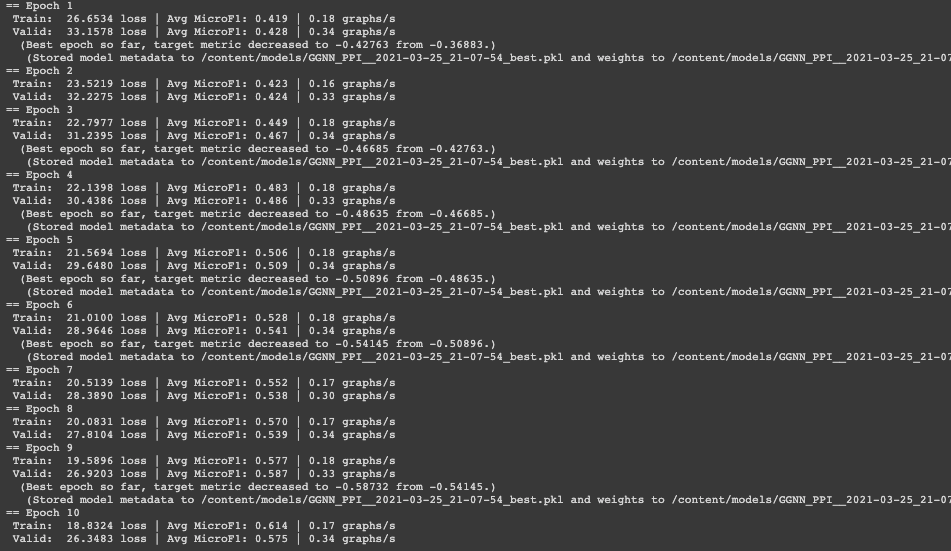 == Epoch 1
Train: 26.6534 loss | Avg MicroF1: 0.419 | 0.18 graphs/s
Valid: 33.1578 loss | Avg MicroF1: 0.428 | 0.34 graphs/s
(Best epoch so far, target metric decreased to -0.42763 from -0.36883.)
(Stored model metadata to /content/models/GGNN_PPI__2021-03-25_21-07-54_best.pkl and weights to /content/models/GGNN_PPI__2021-03-25_21-07
== Epoch 2
Train: 23.5219 loss | Avg MicroF1: 0.423 | 0.16 graphs/s
Valid: 32.2275 loss | Avg MicroF1: 0.424 | 0.33 graphs/s
== Epoch 3
Train: 22.7977 loss | Avg MicroF1: 0.449 | 0.18 graphs/s
Valid: 31.2395 loss | Avg MicroF1: 0.467 | 0.34 graphs/s
(Best epoch so far, target metric decreased to -0.46685 from -0.42763.)
(Stored model metadata to /content/models/GGNN_PPI__2021-03-25_21-07-54_best.pkl and weights to /content/models/GGNN_PPI__2021-03-25_21-07
== Epoch 4
Train: 22.1398 loss | Avg MicroF1: 0.483 | 0.18 graphs/s
Valid: 30.4386 loss | Avg MicroF1: 0.486 | 0.33 graphs/s
(Best epoch so far, target metric decreased to -0.48635 from -0.46685.)
(Stored model metadata to /content/models/GGNN_PPI__2021-03-25_21-07-54_best.pkl and weights to /content/models/GGNN_PPI__2021-03-25_21-07
== Epoch 5
Train: 21.5694 loss | Avg MicroF1: 0.506 | 0.18 graphs/s
Valid: 29.6480 loss | Avg MicroF1: 0.509 | 0.34 graphs/s
(Best epoch so far, target metric decreased to -0.50896 from -0.48635.)
(Stored model metadata to /content/models/GGNN_PPI__2021-03-25_21-07-54_best.pkl and weights to /content/models/GGNN_PPI__2021-03-25_21-07
== Epoch 6
Train: 21.0100 loss | Avg MicroF1: 0.528 | 0.18 graphs/s
Valid: 28.9646 loss | Avg MicroF1: 0.541 | 0.34 graphs/s
(Best epoch so far, target metric decreased to -0.54145 from -0.50896.)
(Stored model metadata to /content/models/GGNN_PPI__2021-03-25_21-07-54_best.pkl and weights to /content/models/GGNN_PPI__2021-03-25_21-07
== Epoch 7
Train: 20.5139 loss | Avg MicroF1: 0.552 | 0.17 graphs/s
Valid: 28.3890 loss | Avg MicroF1: 0.538 | 0.30 graphs/s
== Epoch 8
Train: 20.0831 loss | Avg MicroF1: 0.570 | 0.17 graphs/s
Valid: 27.8104 loss | Avg MicroF1: 0.539 | 0.34 graphs/s
== Epoch 9
Train: 19.5896 loss | Avg MicroF1: 0.577 | 0.18 graphs/s
Valid: 26.9203 loss | Avg MicroF1: 0.587 | 0.33 graphs/s
(Best epoch so far, target metric decreased to -0.58732 from -0.54145.)
(Stored model metadata to /content/models/GGNN_PPI__2021-03-25_21-07-54_best.pkl and weights to /content/models/GGNN_PPI__2021-03-25_21-07
== Epoch 10
Train: 18.8324 loss | Avg MicroF1: 0.614 | 0.17 graphs/s
Valid: 26.3483 loss | Avg MicroF1: 0.575 | 0.34 graphs/s